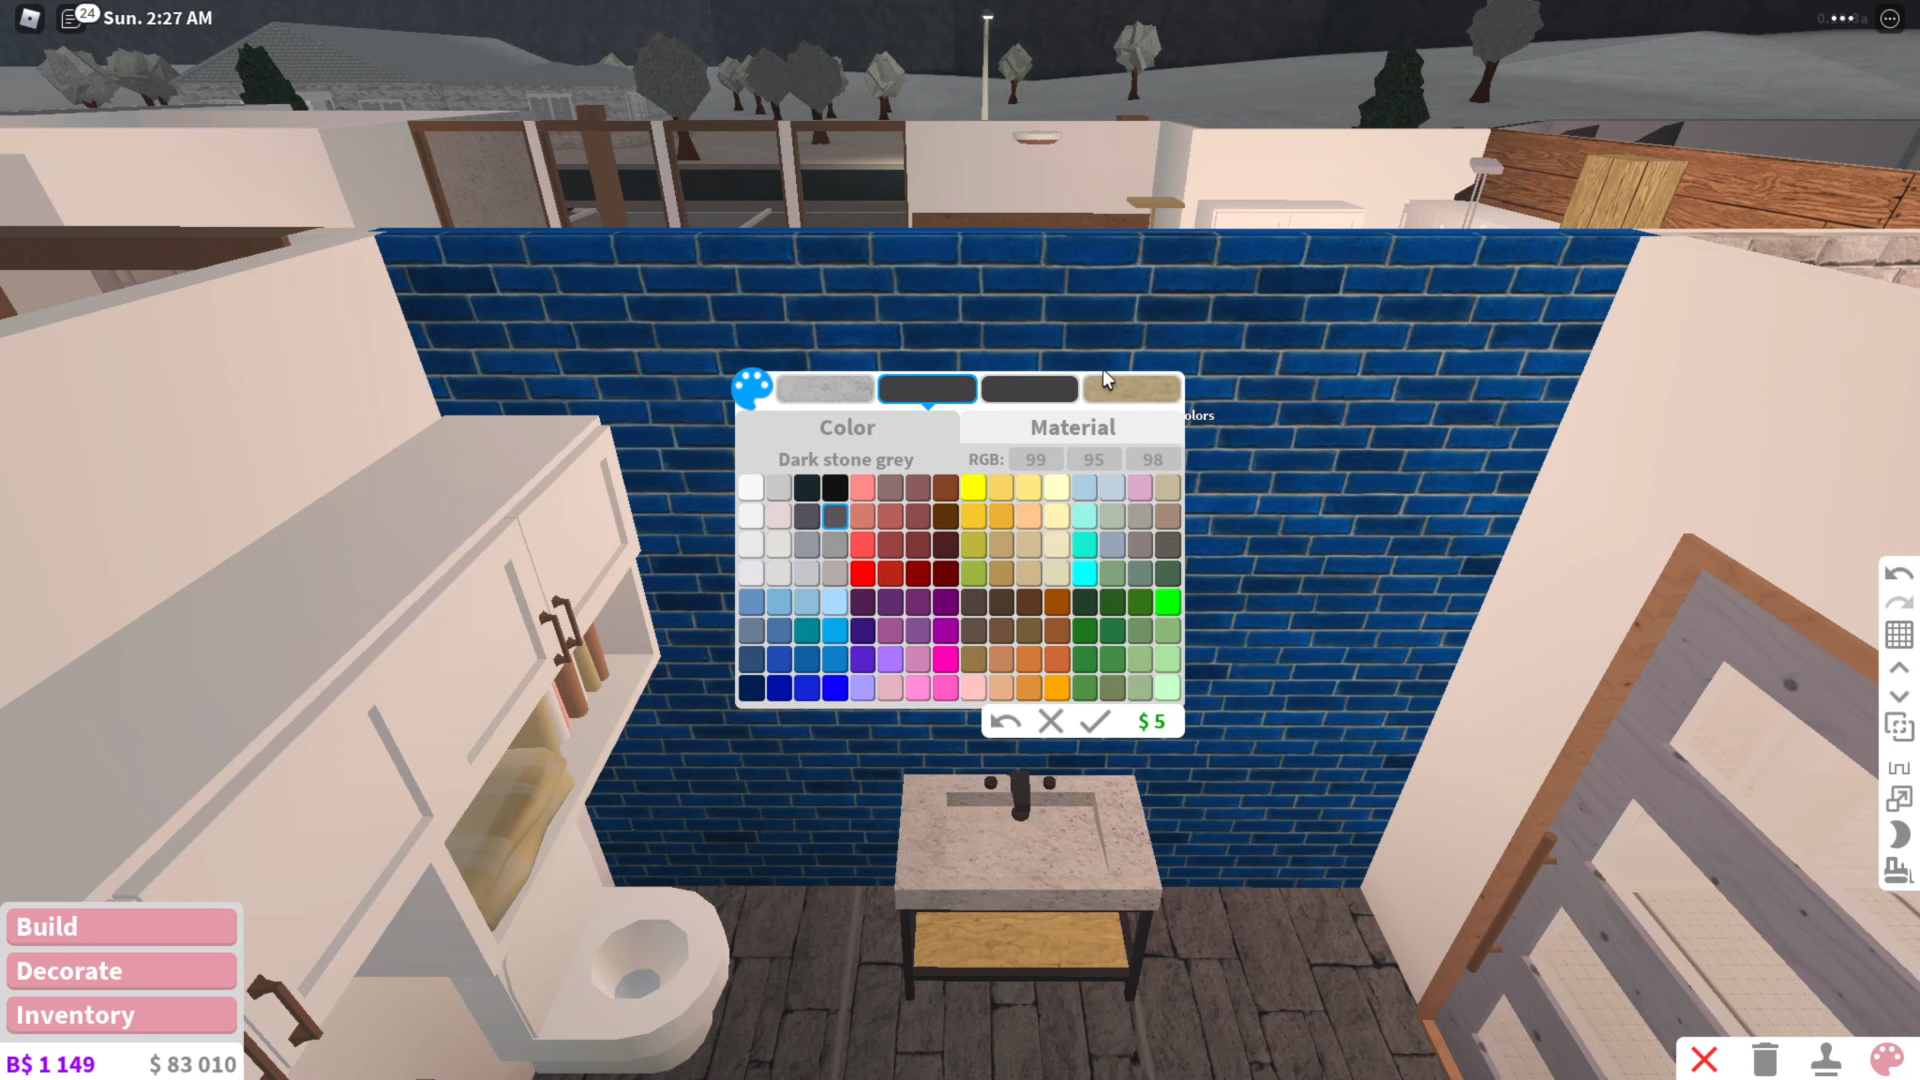 24
Sun. 2:27 AM
olors
Color
Material
Dark stone grey
RGB:
99
95
98
$ 5
Build
Decorate
Inventory
B$ 1 149
$ 83 010